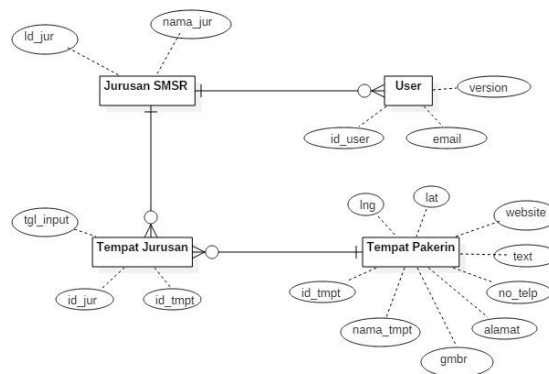 nama_jur
ld_jur
Jurusan SMSR
User
version
id_user
email
lng
lat
website
tgl_input
Tempat Jurusan
Tempat Pakerin
text
id_jur
id_tmpt
id_tmpt
no_telp
nama_tmpt
alamat
gmbr